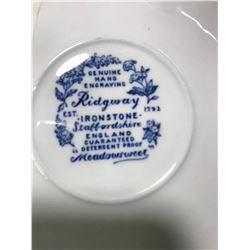 GENUINE
HAND
ENGRAVING
Ridgway
EST. 1792
IRONSTONE
Staffordshire
ENGLAND
GUARANTEED
DETERGENT PROOF
"Meadowsweet"